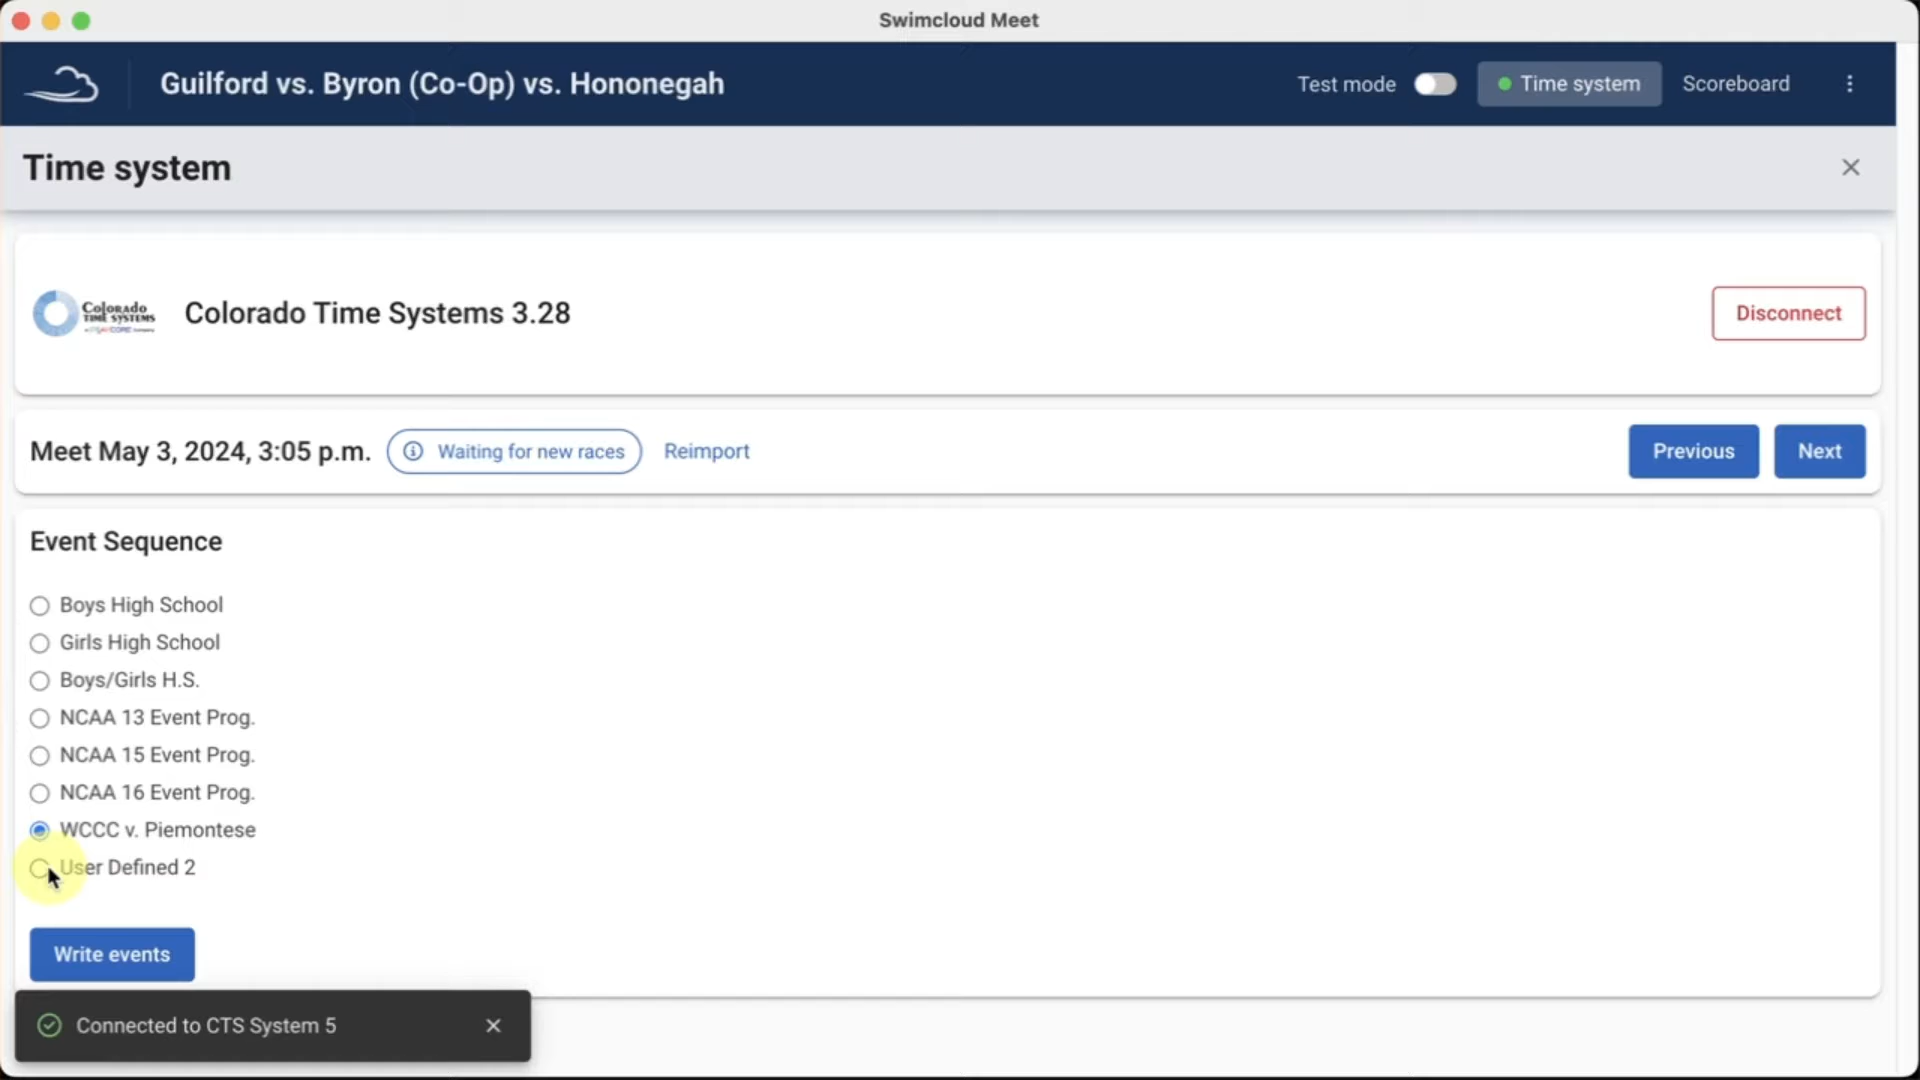 Swimcloud Meet
Guilford vs. Byron (Co-Op) vs. Hononegah
Test mode
Time system
Scoreboard
Time system
Colorado
TIME SYSTEMS
Colorado Time Systems 3.28
Disconnect
Meet May 3, 2024, 3:05 p.m.
Waiting for new races
Reimport
Previous
Next
Event Sequence
Boys High School
Girls High School
Boys/Girls H.S.
NCAA 13 Event Prog.
NCAA 15 Event Prog.
NCAA 16 Event Prog.
WCCC v. Piemontese
User Defined 2
Write events
Connected to CTS System 5